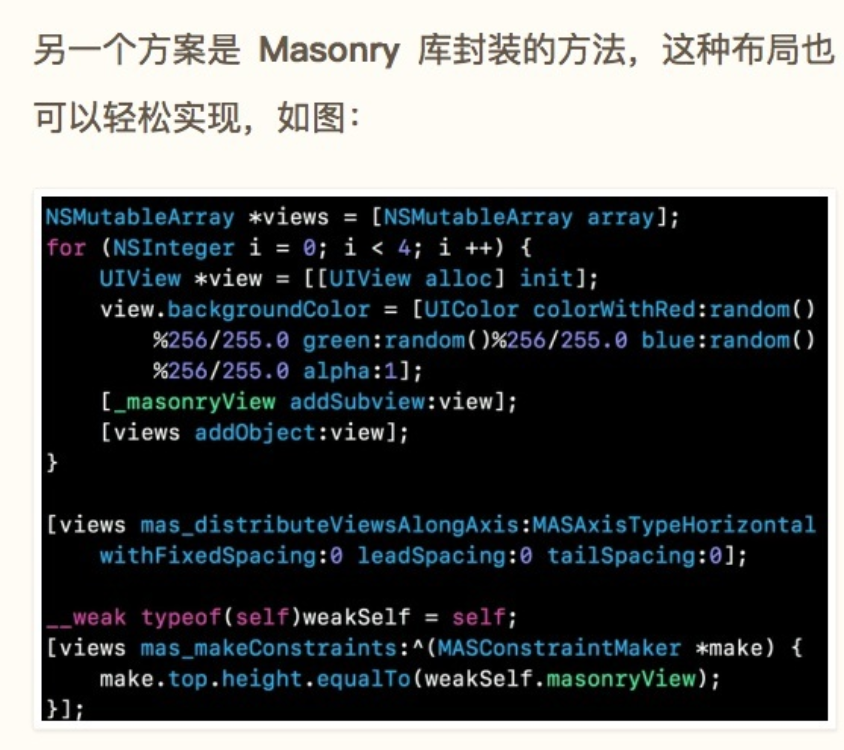 另一个方案是 Masonry 库封装的方法，这种布局也
可以轻松实现，如图：
NSMutableArray *views = [NSMutableArray array];
for (NSInteger i = 0; i < 4; i ++) {
    UIView *view = [[UIView alloc] init];
    view.backgroundColor = [UIColor colorWithRed:random()
        %256/255.0 green:random()%256/255.0 blue:random()
        %256/255.0 alpha:1];
    [_masonryView addSubview:view];
    [views addObject:view];
}
[views mas_distributeViewsAlongAxis:MASAxisTypeHorizontal
    withFixedSpacing:0 leadSpacing:0 tailSpacing:0];
__weak typeof(self)weakSelf = self;
[views mas_makeConstraints:^(MASConstraintMaker *make) {
    make.top.height.equalTo(weakSelf.masonryView);
}];